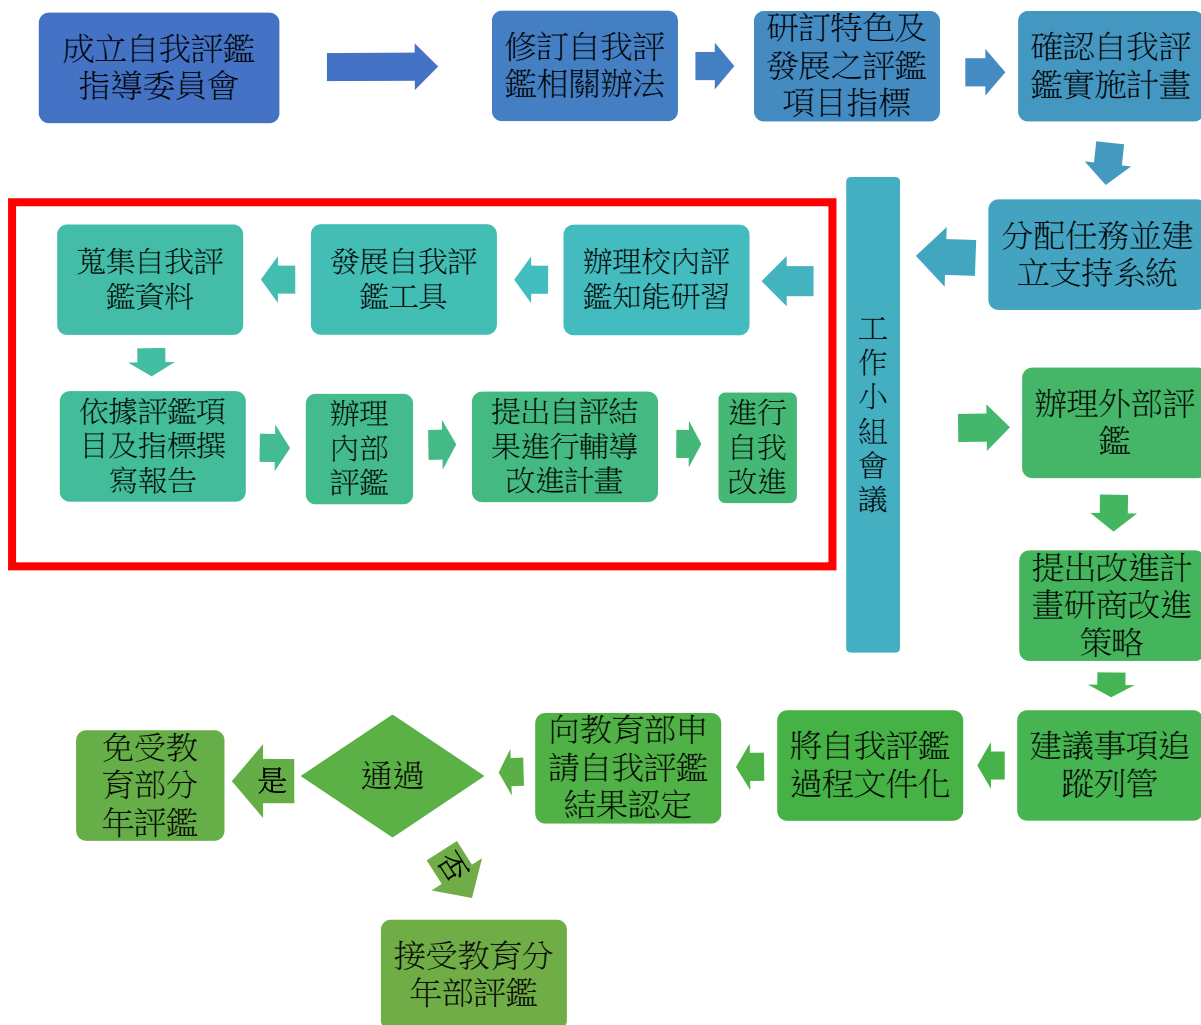 成立自我評鑑
指導委員會
修訂自我評
鑑相關辦法
研訂特色及
發展之評鑑
項目指標
確認自我評
鑑實施計畫
分配任務並建
立支持系統
工作小組會議
辦理校內評
鑑知能研習
發展自我評
鑑工具
蒐集自我評
鑑資料
依據評鑑項
目及指標撰
寫報告
辦理
內部
評鑑
提出自評結
果進行輔導
改進計畫
進行
自我
改進
辦理外部評
鑑
提出改進計
畫研商改進
策略
建議事項追
蹤列管
將自我評鑑
過程文件化
向教育部申
請自我評鑑
結果認定
通過
是
免受教
育部分
年評鑑
否
接受教育分
年部評鑑